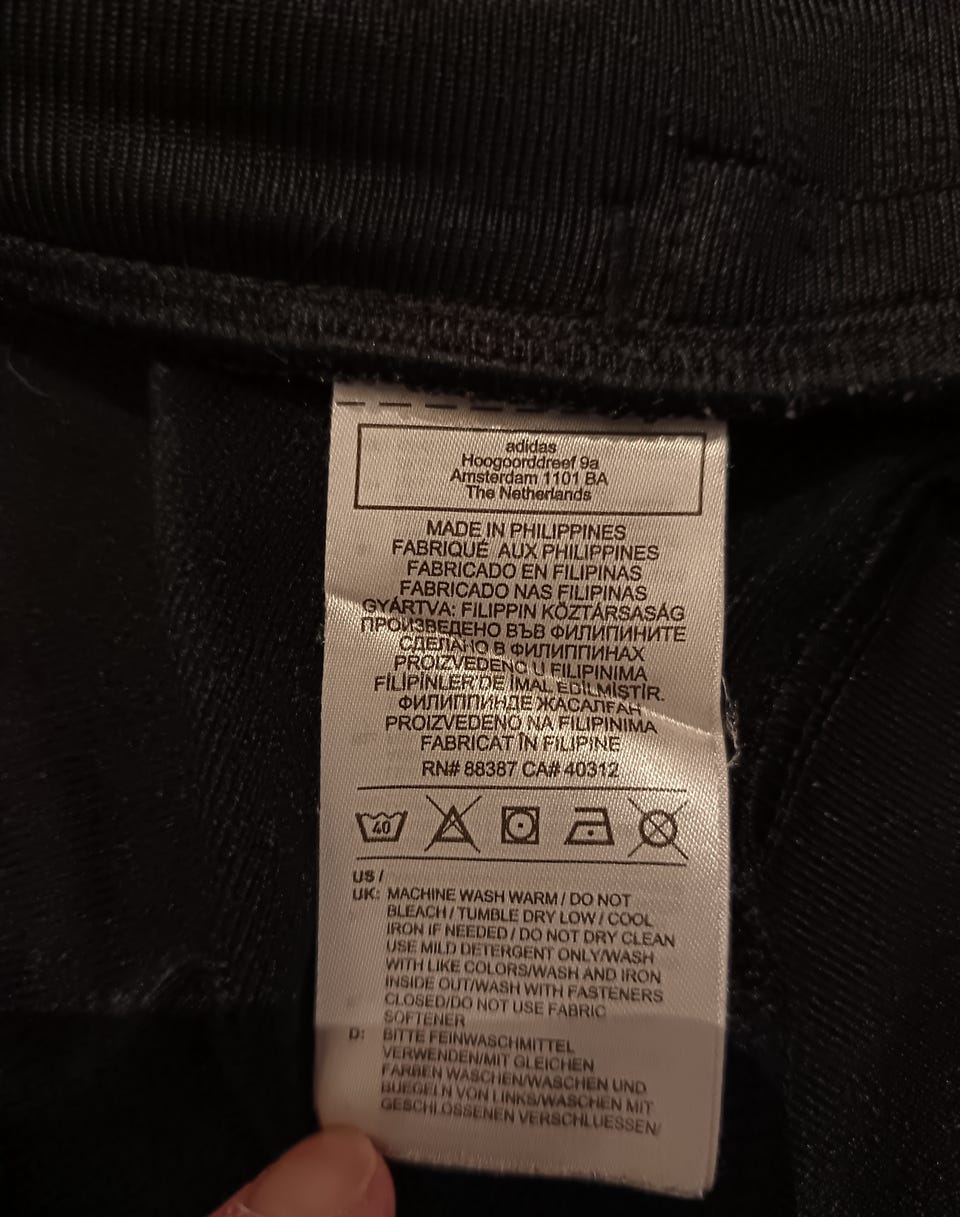 adidas
Hoogoorddreef 9a
Amsterdam 1101 BA
The Netherlands
MADE IN PHILIPPINES
FABRIQUÉ AUX PHILIPPINES
FABRICADO EN FILIPINAS
FABRICADO NAS FILIPINAS
GYÁRTVA: FILIPPIN KÖZTÁRSASÁG
ПРОИЗВЕДЕНО ВЪВ ФИЛИПИНИТЕ
СДЕЛАНО В ФИЛИППИНАХ
PROIZVEDENO U FILIPINIMA
FİLİPİNLER'DE İMAL EDİLMİŞTİR.
ФИЛИППИНДЕ ЖАСАЛҒАН
PROIZVEDENO NA FILIPINIMA
FABRICAT ÎN FILIPINE
RN# 88387 CA# 40312
40
US /
UK: MACHINE WASH WARM / DO NOT
BLEACH / TUMBLE DRY LOW / COOL
IRON IF NEEDED / DO NOT DRY CLEAN
USE MILD DETERGENT ONLY/WASH
WITH LIKE COLORS/WASH AND IRON
INSIDE OUT/WASH WITH FASTENERS
CLOSED/DO NOT USE FABRIC
SOFTENER
D: BITTE FEINWASCHMITTEL
VERWENDEN/MIT GLEICHEN
FARBEN WASCHEN/WASCHEN UND
BUEGELN VON LINKS/WASCHEN MIT
GESCHLOSSENEN VERSCHLUESSEN/